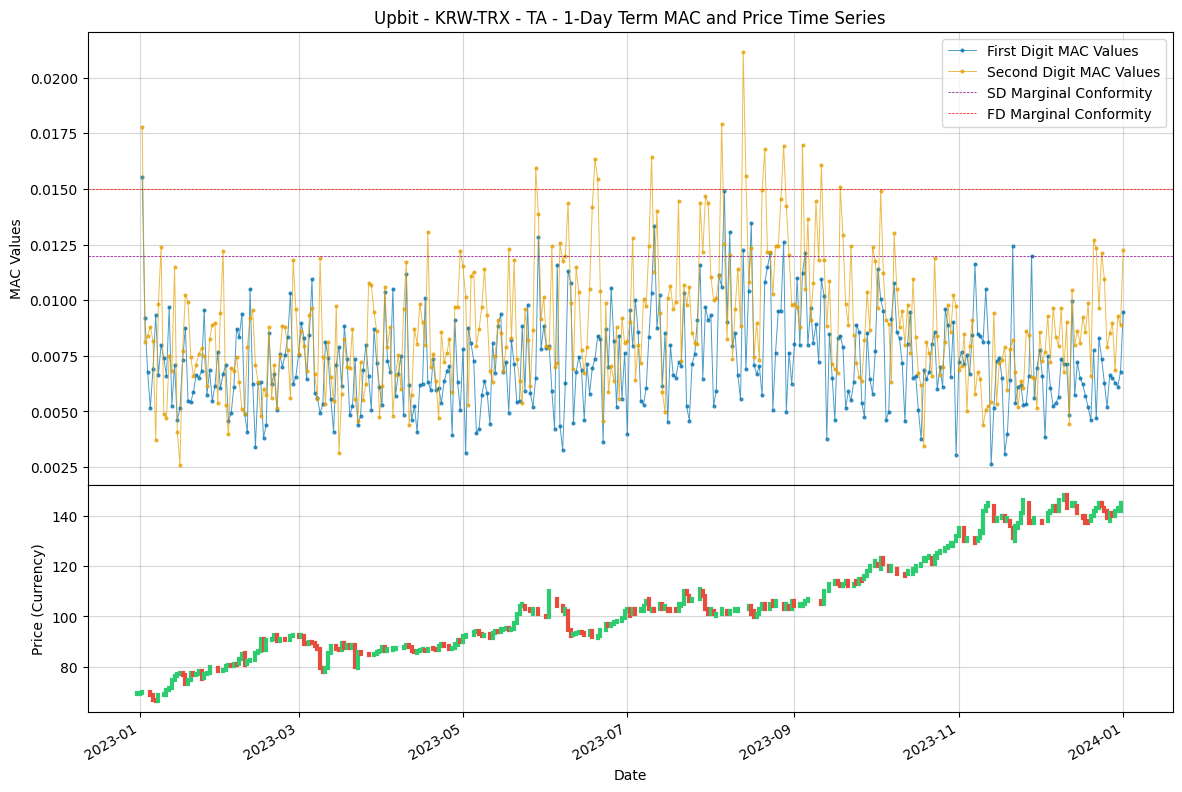 Upbit - KRW-TRX - TA - 1-Day Term MAC and Price Time Series
First Digit MAC Values
Second Digit MAC Values
SD Marginal Conformity
FD Marginal Conformity
MAC Values
0.0200
0.0175
0.0150
0.0125
0.0100
0.0075
0.0050
0.0025
Price (Currency)
140
120
100
80
2023-01
2023-03
2023-05
2023-07
2023-09
2023-11
2024-01
Date